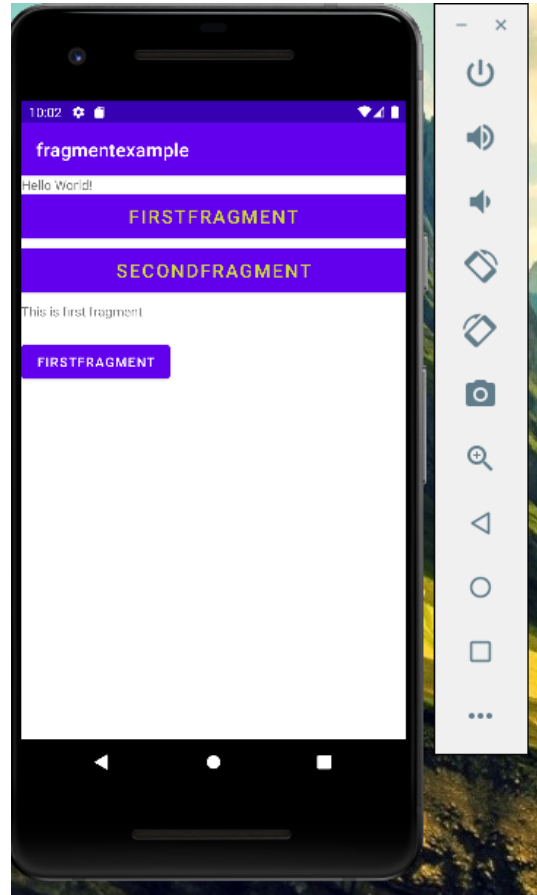 10:02
fragmentexample
Hello World!
FIRSTFRAGMENT
SECONDFRAGMENT
This is first fragment
FIRSTFRAGMENT